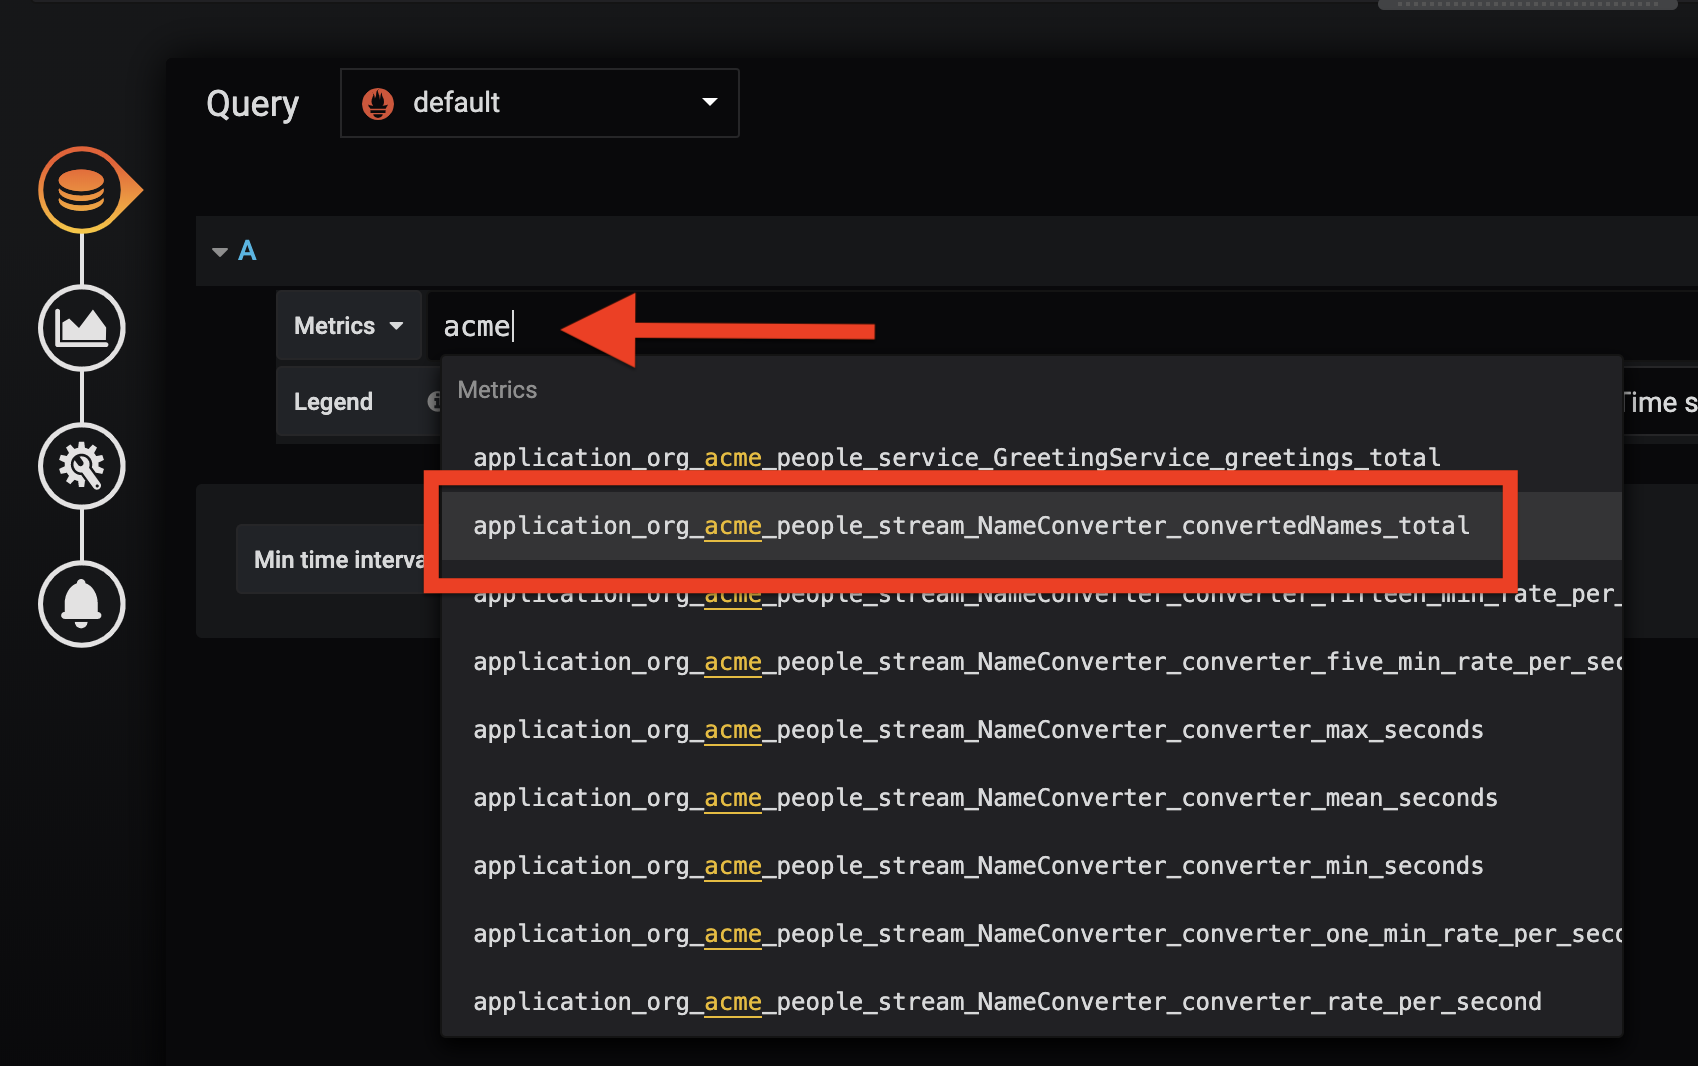 Query
default
A
Metrics
acme
Metrics
Legend
Time s
application_org_acme_people_service_GreetingService_greetings_total
application_org_acme_people_stream_NameConverter_convertedNames_total
Min time interva
application_org_acme_people_stream_NameConverter_converter_fifteen_min_rate_per_
application_org_acme_people_stream_NameConverter_converter_five_min_rate_per_sec
application_org_acme_people_stream_NameConverter_converter_max_seconds
application_org_acme_people_stream_NameConverter_converter_mean_seconds
application_org_acme_people_stream_NameConverter_converter_min_seconds
application_org_acme_people_stream_NameConverter_converter_one_min_rate_per_seco
application_org_acme_people_stream_NameConverter_converter_rate_per_second